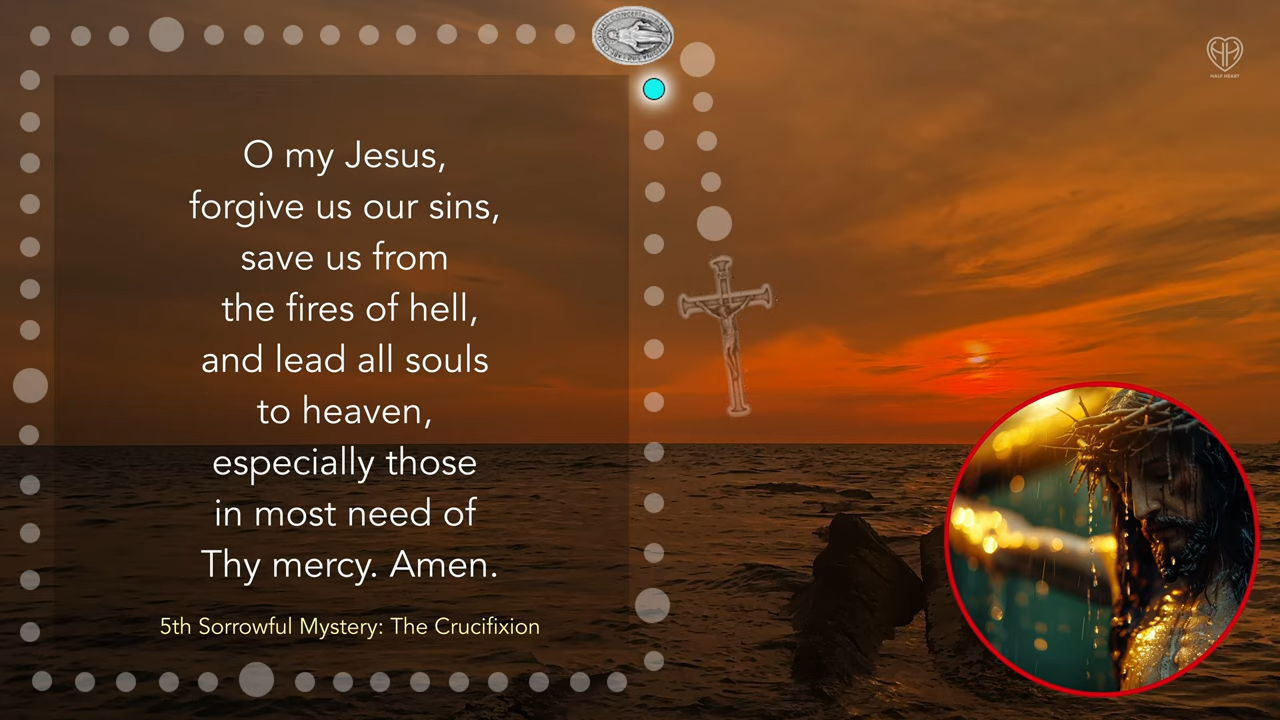 O my Jesus,
forgive us our sins,
save us from
the fires of hell,
and lead all souls
to heaven,
especially those
in most need of
Thy mercy. Amen.
5th Sorrowful Mystery: The Crucifixion
HALF HEART